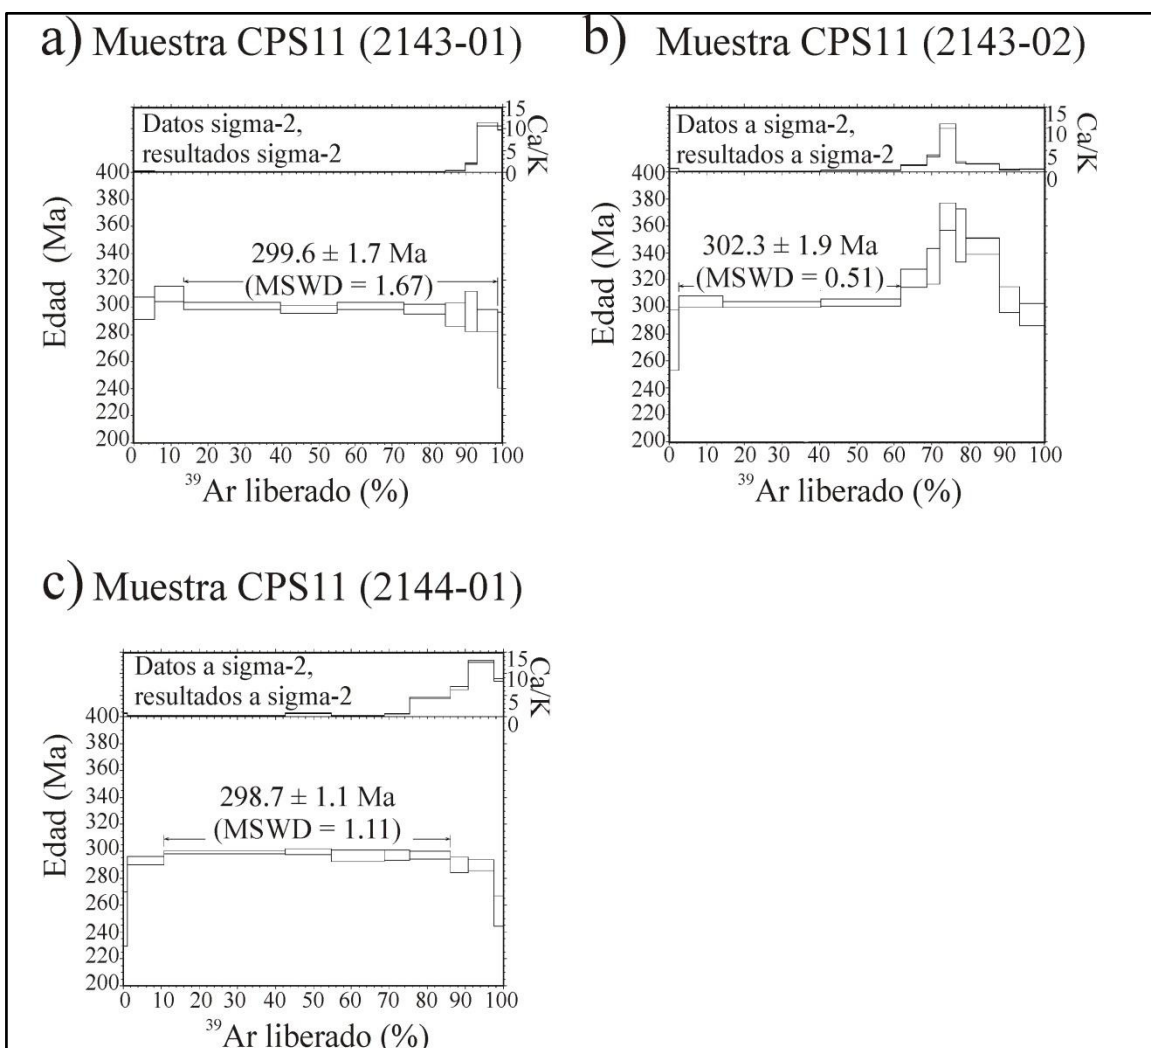 a) Muestra CPS11 (2143-01)
Datos sigma-2,
resultados sigma-2
15
10
5
0
Ca/K
400
380
360
340
320
300
280
260
240
220
200
Edad (Ma)
299.6 ± 1.7 Ma
(MSWD = 1.67)
0 10 20 30 40 50 60 70 80 90 100
³⁹Ar liberado (%)
b) Muestra CPS11 (2143-02)
Datos a sigma-2,
resultados a sigma-2
15
10
5
0
Ca/K
400
380
360
340
320
300
280
260
240
220
200
Edad (Ma)
302.3 ± 1.9 Ma
(MSWD = 0.51)
0 10 20 30 40 50 60 70 80 90 100
³⁹Ar liberado (%)
c) Muestra CPS11 (2144-01)
Datos a sigma-2,
resultados a sigma-2
15
10
5
0
Ca/K
400
380
360
340
320
300
280
260
240
220
200
Edad (Ma)
298.7 ± 1.1 Ma
(MSWD = 1.11)
0 10 20 30 40 50 60 70 80 90 100
³⁹Ar liberado (%)